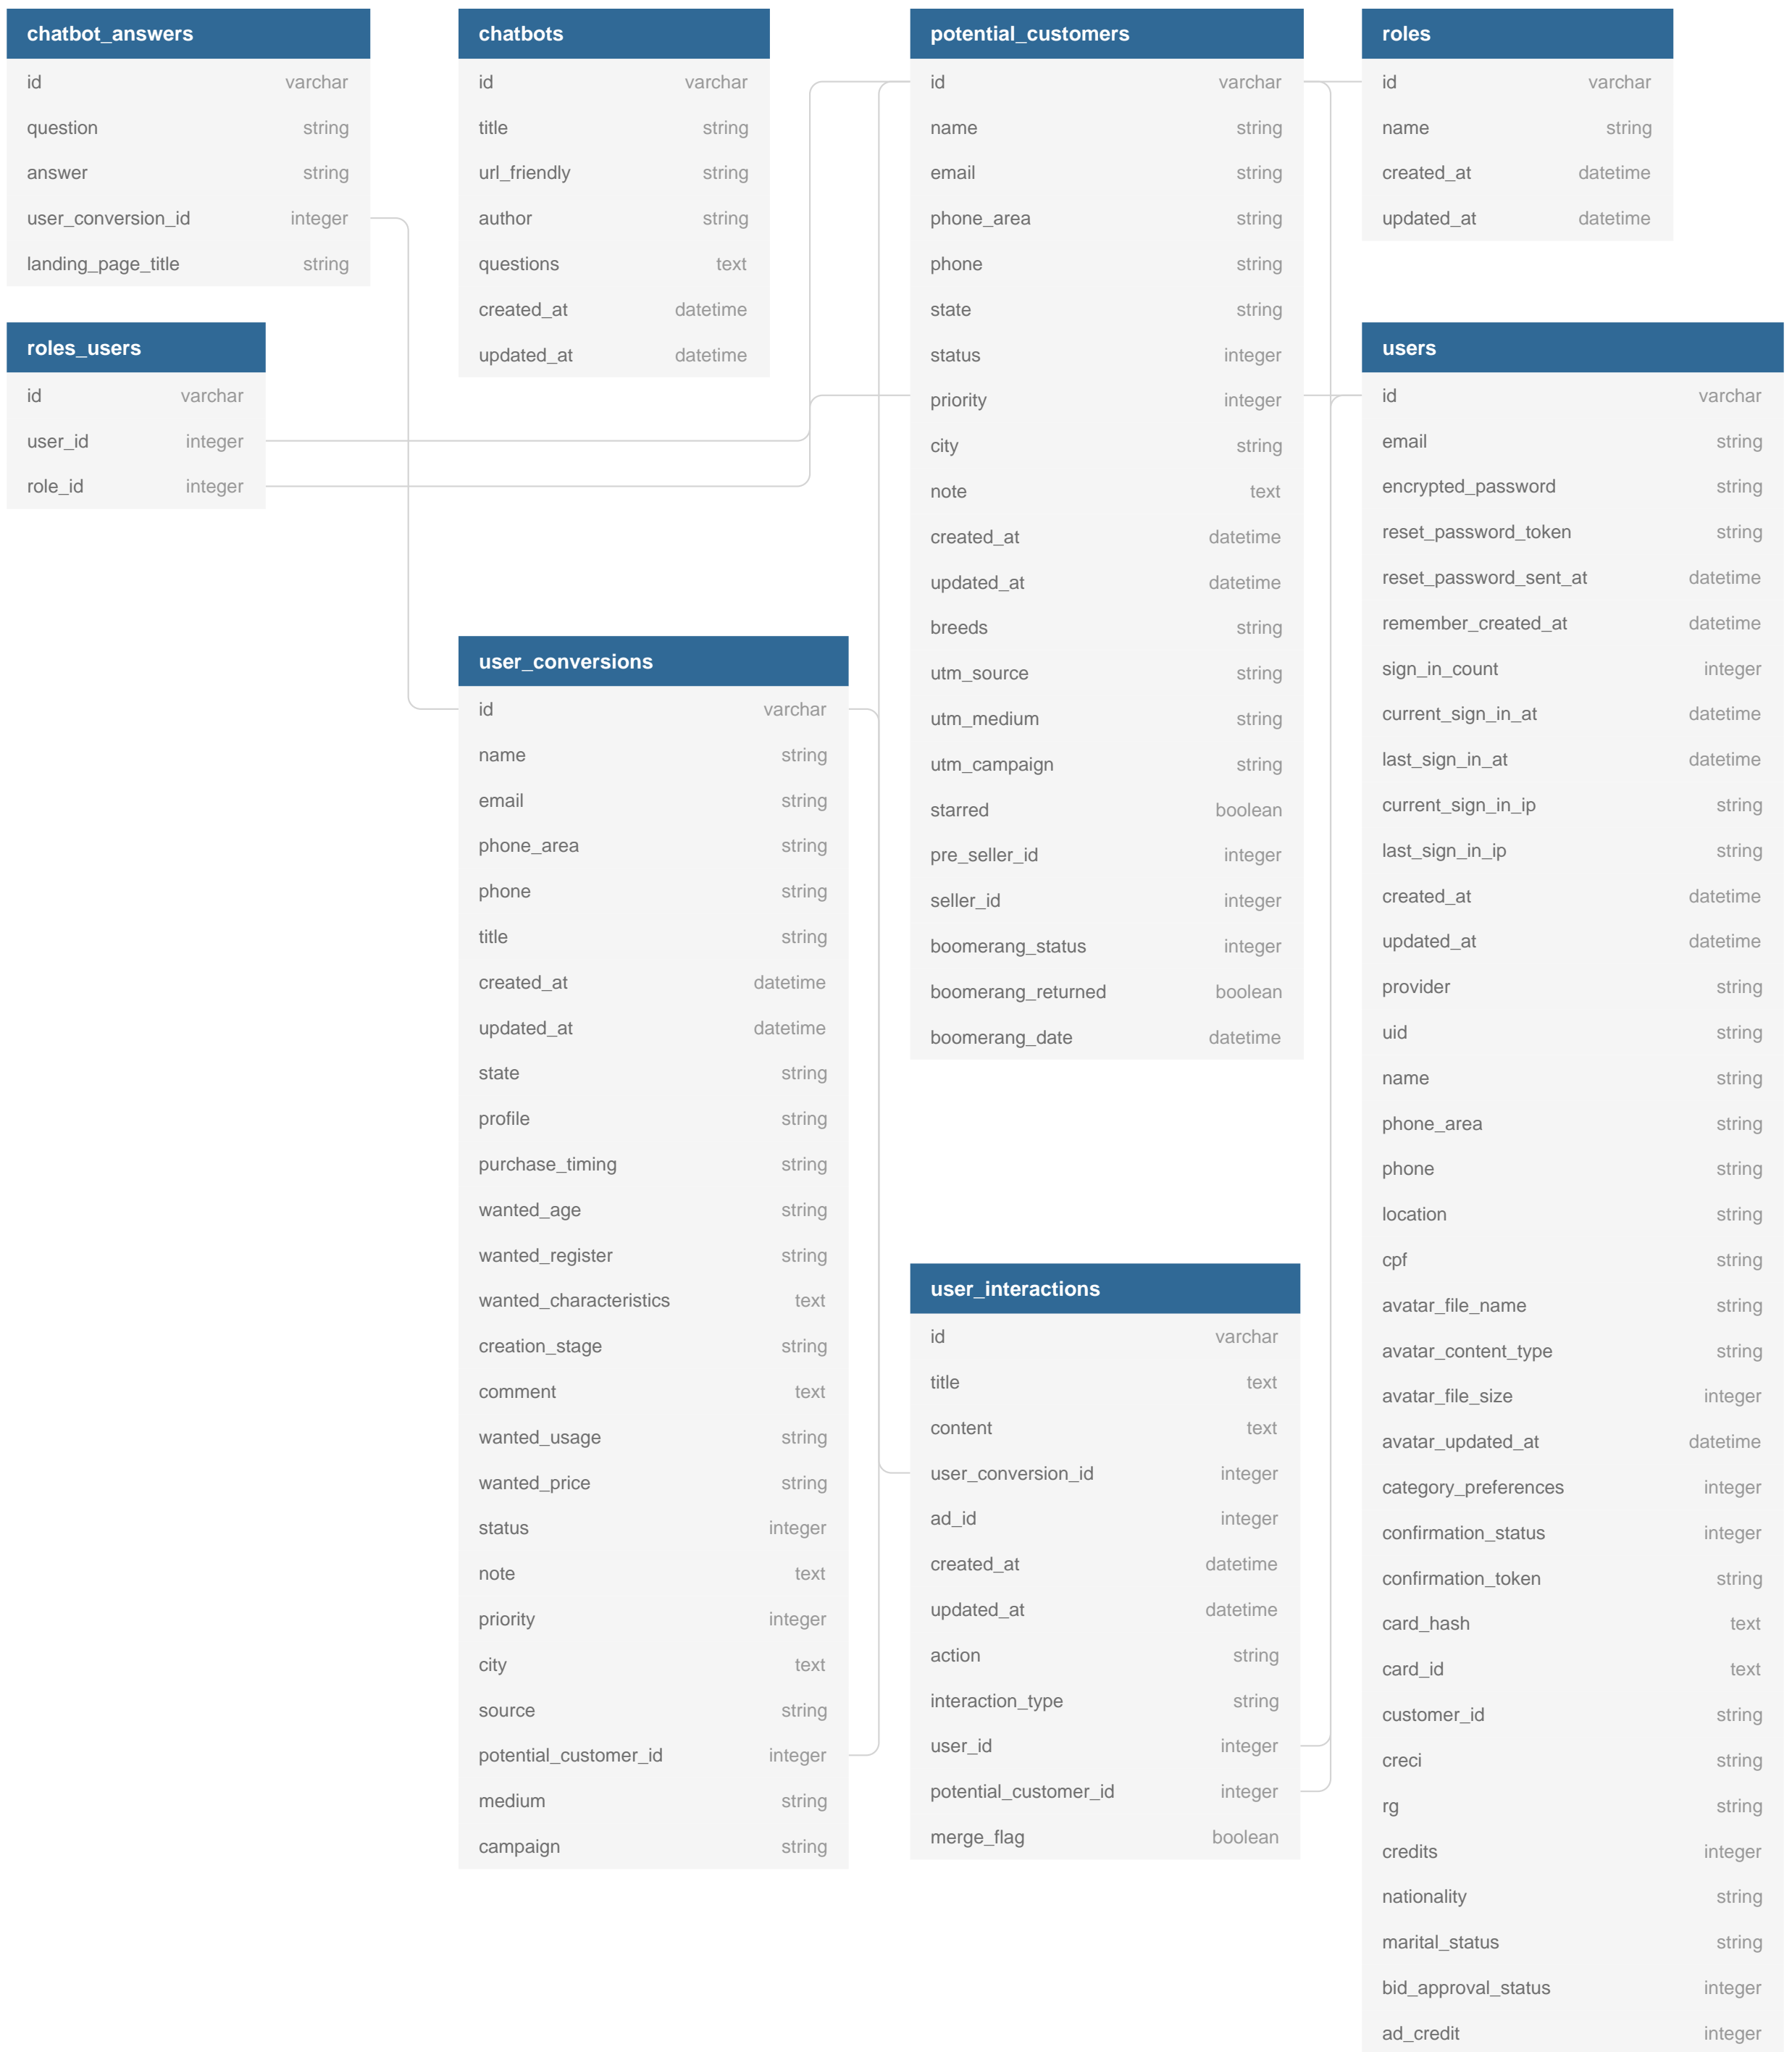 chatbot_answers
id varchar
question string
answer string
user_conversion_id integer
landing_page_title string
roles_users
id varchar
user_id integer
role_id integer
chatbots
id varchar
title string
url_friendly string
author string
questions text
created_at datetime
updated_at datetime
user_conversions
id varchar
name string
email string
phone_area string
phone string
title string
created_at datetime
updated_at datetime
state string
profile string
purchase_timing string
wanted_age string
wanted_register string
wanted_characteristics text
creation_stage string
comment text
wanted_usage string
wanted_price string
status integer
note text
priority integer
city text
source string
potential_customer_id integer
medium string
campaign string
potential_customers
id varchar
name string
email string
phone_area string
phone string
state string
status integer
priority integer
city string
note text
created_at datetime
updated_at datetime
breeds string
utm_source string
utm_medium string
utm_campaign string
starred boolean
pre_seller_id integer
seller_id integer
boomerang_status integer
boomerang_returned boolean
boomerang_date datetime
user_interactions
id varchar
title text
content text
user_conversion_id integer
ad_id integer
created_at datetime
updated_at datetime
action string
interaction_type string
user_id integer
potential_customer_id integer
merge_flag boolean
roles
id varchar
name string
created_at datetime
updated_at datetime
users
id varchar
email string
encrypted_password string
reset_password_token string
reset_password_sent_at datetime
remember_created_at datetime
sign_in_count integer
current_sign_in_at datetime
last_sign_in_at datetime
current_sign_in_ip string
last_sign_in_ip string
created_at datetime
updated_at datetime
provider string
uid string
name string
phone_area string
phone string
location string
cpf string
avatar_file_name string
avatar_content_type string
avatar_file_size integer
avatar_updated_at datetime
category_preferences integer
confirmation_status integer
confirmation_token string
card_hash text
card_id text
customer_id string
creci string
rg string
credits integer
nationality string
marital_status string
bid_approval_status integer
ad_credit integer